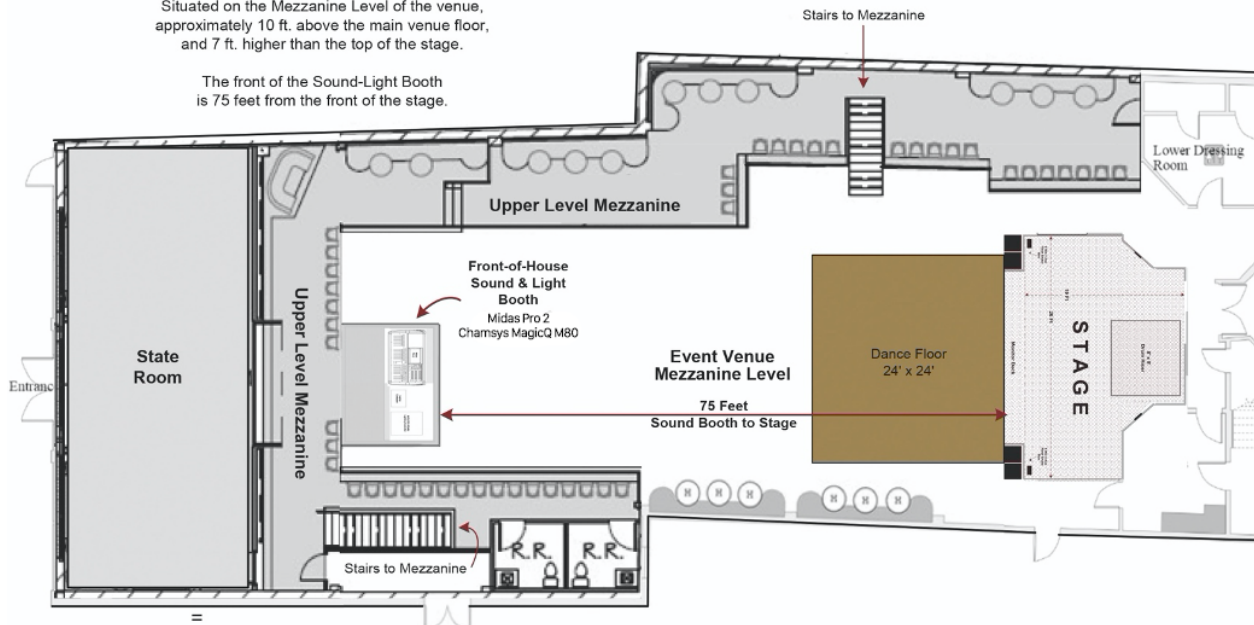 Situated on the Mezzanine Level of the venue,
approximately 10 ft. above the main venue floor,
and 7 ft. higher than the top of the stage.
The front of the Sound-Light Booth
is 75 feet from the front of the stage.
Stairs to Mezzanine
Lower Dressing
Room
Upper Level Mezzanine
Front-of-House
Sound & Light
Booth
Midas Pro 2
Chamsys MagicQ M80
Upper Level Mezzanine
State
Room
Entranc
Event Venue
Mezzanine Level
Dance Floor
24' x 24'
STAGE
Monitor Deck
75 Feet
Sound Booth to Stage
H H H
H H H
R.R.
R.R.
Stairs to Mezzanine